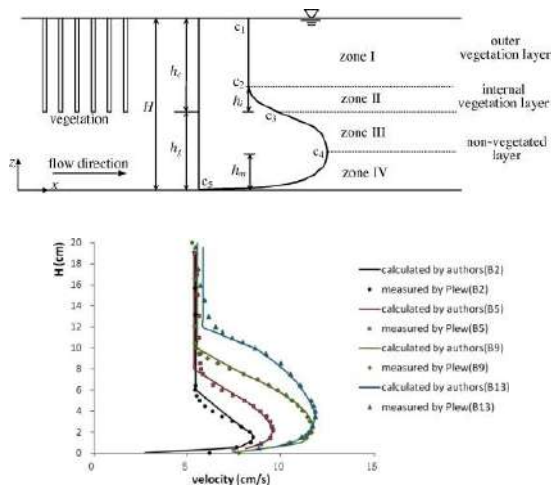 c1
zone I
outer
vegetation layer
hc
H
c2
hi
zone II
internal
vegetation layer
vegetation
c3
zone III
hg
c4
non-vegetated
layer
z
flow direction
x
hm
zone IV
c5
H (cm)
20
18
16
14
12
10
8
6
4
2
0
0
5
10
15
velocity (cm/s)
calculated by authors(B2)
measured by Plew(B2)
calculated by authors(B5)
measured by Plew(B5)
calculated by authors(B9)
measured by Plew(B9)
calculated by authors(B13)
measured by Plew(B13)